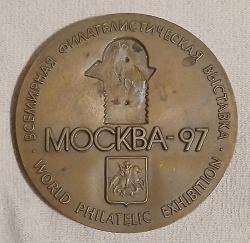 · ВСЕМИРНАЯ ФИЛАТЕЛИСТИЧЕСКАЯ ВЫСТАВКА ·
МОСКВА-97
WORLD PHILATELIC EXHIBITION